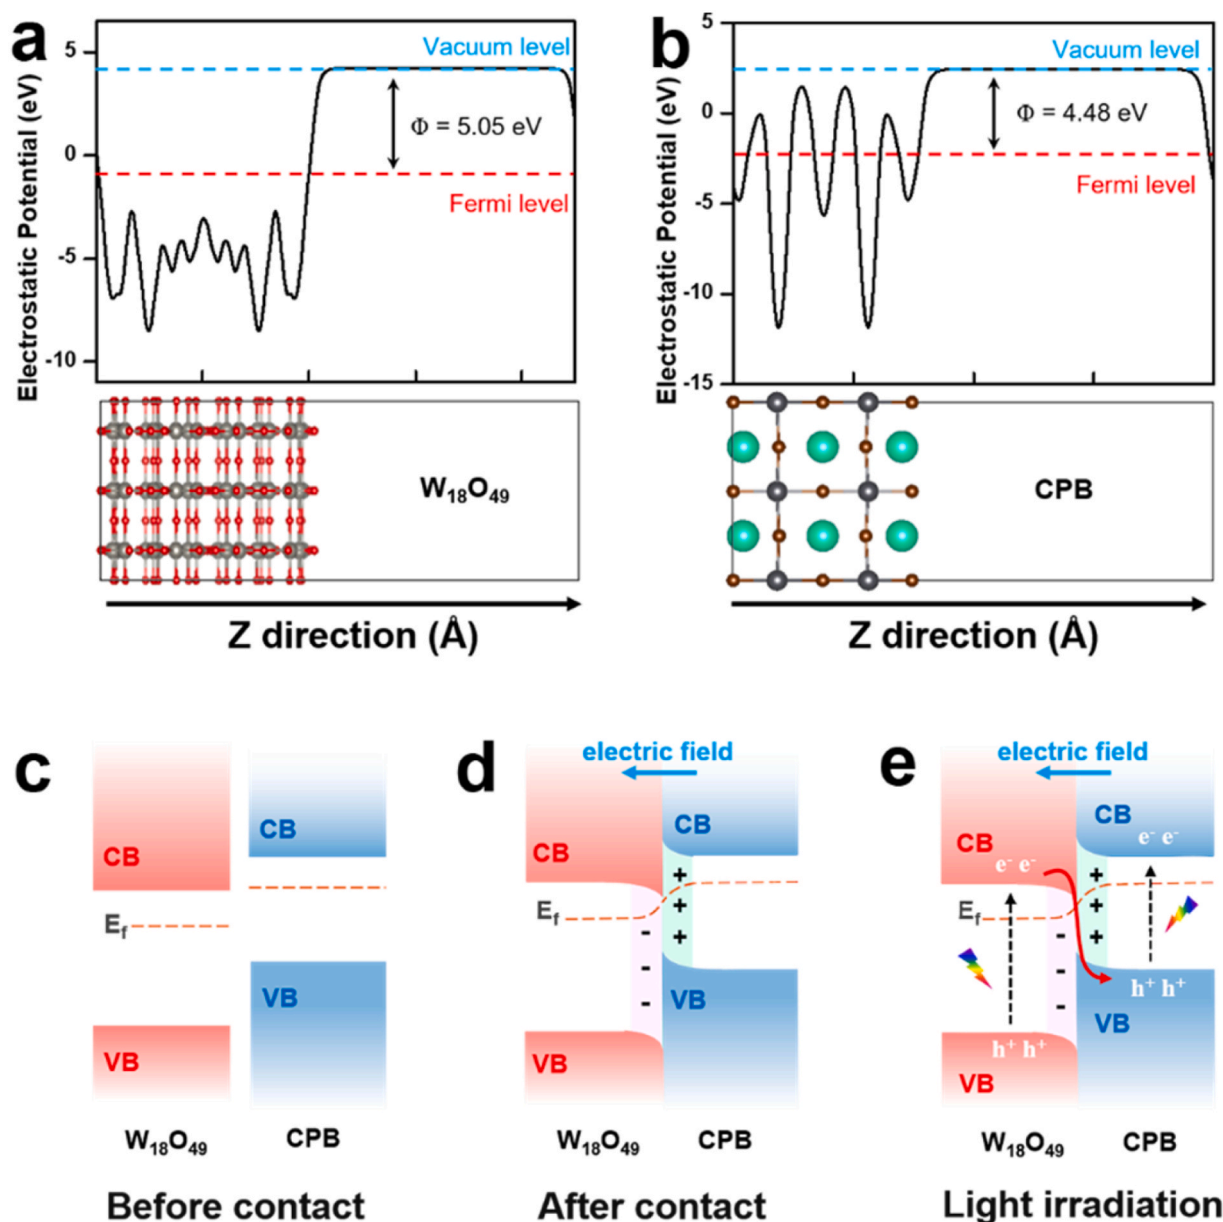 a
Electrostatic Potential (eV)
5
0
-5
-10
Vacuum level
Φ = 5.05 eV
Fermi level
W₁₈O₄₉
Z direction (Å)
b
Electrostatic Potential (eV)
5
0
-5
-10
-15
Vacuum level
Φ = 4.48 eV
Fermi level
CPB
Z direction (Å)
c
CB
CB
E_f
VB
VB
W₁₈O₄₉ CPB
Before contact
d
electric field
CB
CB
+
E_f
+
- +
-
VB
-
VB
W₁₈O₄₉ CPB
After contact
e
electric field
CB
e⁻ e⁻
CB
e⁻ e⁻
+
E_f
+
- +
-
h⁺ h⁺
-
VB
h⁺ h⁺
VB
W₁₈O₄₉ CPB
Light irradiation